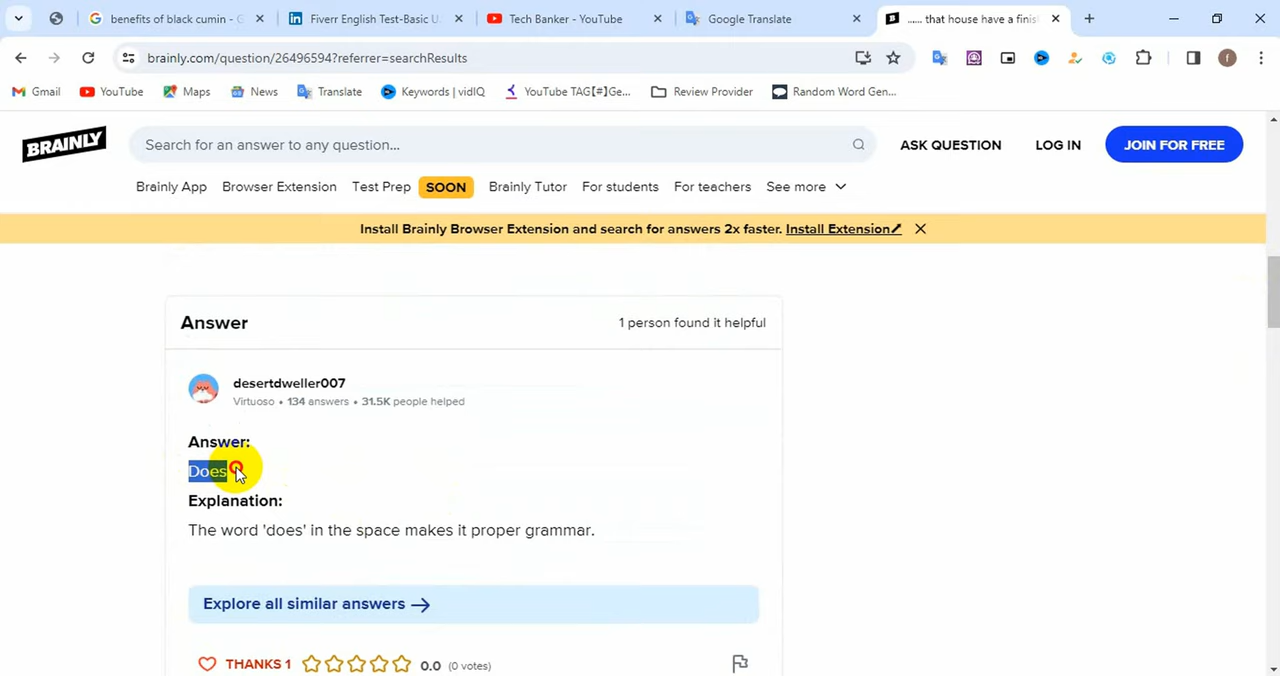 benefits of black cumin - G
Fiverr English Test-Basic U.
Tech Banker - YouTube
Google Translate
...... that house have a finis
brainly.com/question/26496594?referrer=searchResults
Gmail
YouTube
Maps
News
Translate
Keywords | vidIQ
YouTube TAG【#】Ge...
Review Provider
Random Word Gen...
BRAINLY
Search for an answer to any question...
ASK QUESTION
LOG IN
JOIN FOR FREE
Brainly App
Browser Extension
Test Prep
SOON
Brainly Tutor
For students
For teachers
See more
Install Brainly Browser Extension and search for answers 2x faster. Install Extension
Answer
1 person found it helpful
desertdweller007
Virtuoso • 134 answers • 31.5K people helped
Answer:
Does
Explanation:
The word 'does' in the space makes it proper grammar.
Explore all similar answers
THANKS 1
0.0 (0 votes)